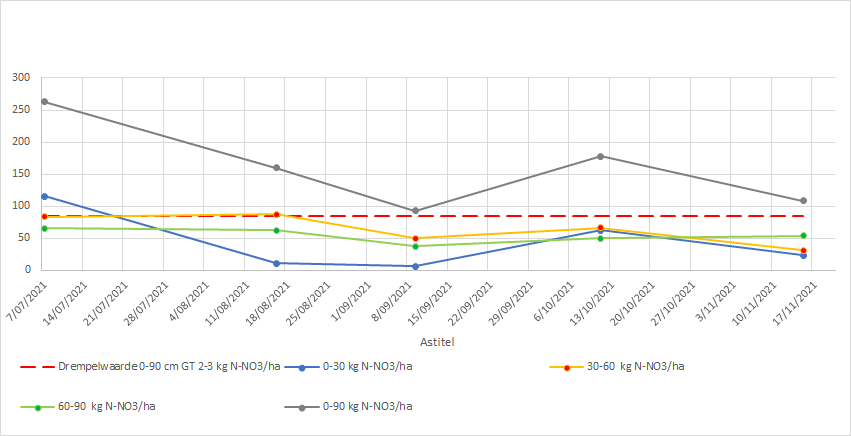 300
250
200
150
100
50
0
7/07/2021 14/07/2021 21/07/2021 28/07/2021 4/08/2021 11/08/2021 18/08/2021 25/08/2021 1/09/2021 8/09/2021 15/09/2021 22/09/2021 29/09/2021 6/10/2021 13/10/2021 20/10/2021 27/10/2021 3/11/2021 10/11/2021 17/11/2021
Astitel
Drempelwaarde 0-90 cm GT 2-3 kg N-NO3/ha 0-30 kg N-NO3/ha 30-60 kg N-NO3/ha
60-90 kg N-NO3/ha 0-90 kg N-NO3/ha